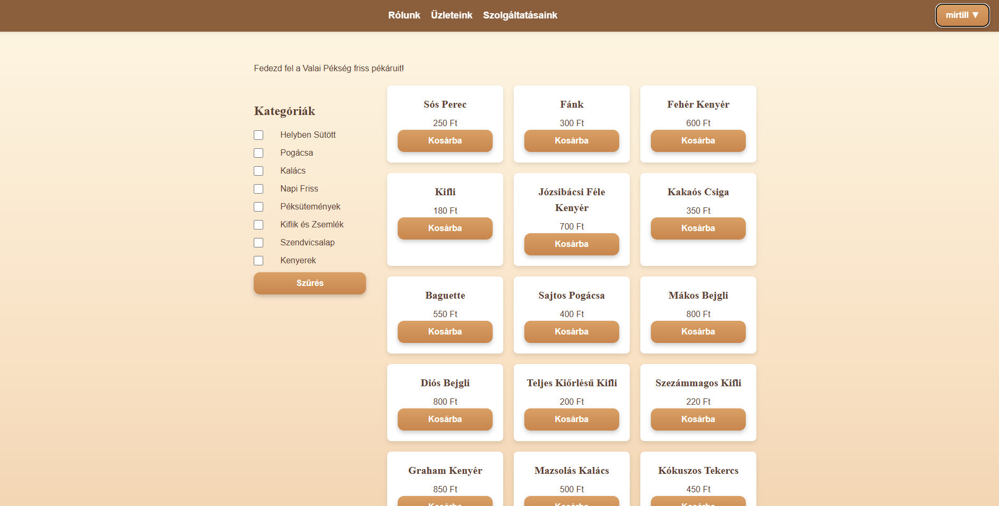 Rólunk Üzleteink Szolgáltatásaink
mirtill ▼
Fedezd fel a Valai Pékség friss pékáruit!
Kategóriák
Helyben Sütött
Pogácsa
Kalács
Napi Friss
Péksütemények
Kiflik és Zsemlék
Szendvicsalap
Kenyerek
Szűrés
Sós Perec
250 Ft
Kosárba
Fánk
300 Ft
Kosárba
Fehér Kenyér
600 Ft
Kosárba
Kifli
180 Ft
Kosárba
Józsibácsi Féle
Kenyér
700 Ft
Kosárba
Kakaós Csiga
350 Ft
Kosárba
Baguette
550 Ft
Kosárba
Sajtos Pogácsa
400 Ft
Kosárba
Mákos Bejgli
800 Ft
Kosárba
Diós Bejgli
800 Ft
Kosárba
Teljes Kiőrlésű Kifli
200 Ft
Kosárba
Szezámmagos Kifli
220 Ft
Kosárba
Graham Kenyér
850 Ft
Kosárba
Mazsolás Kalács
500 Ft
Kosárba
Kókuszos Tekercs
450 Ft
Kosárba